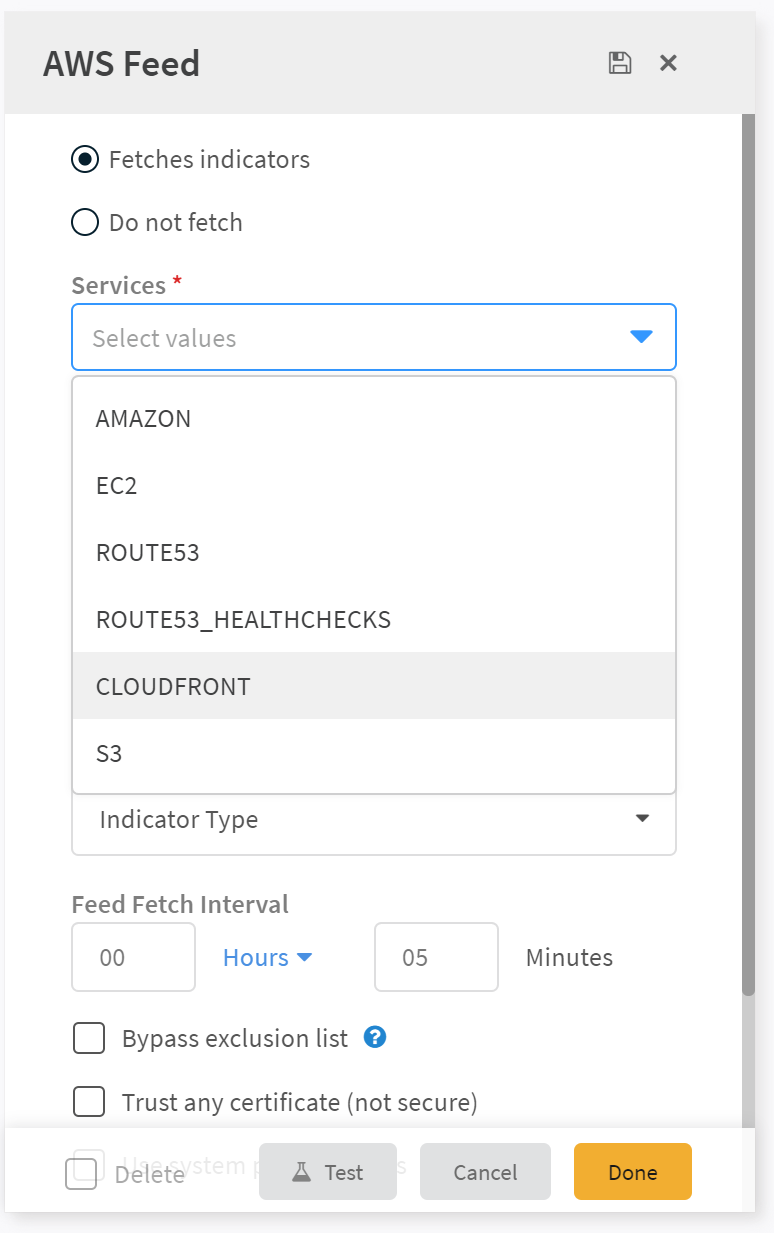 AWS Feed
Fetches indicators
Do not fetch
Services *
Select values
AMAZON
EC2
ROUTE53
ROUTE53_HEALTHCHECKS
CLOUDFRONT
S3
Indicator Type
Feed Fetch Interval
00 Hours 05 Minutes
Bypass exclusion list ?
Trust any certificate (not secure)
Use system p s
Delete Test Cancel Done